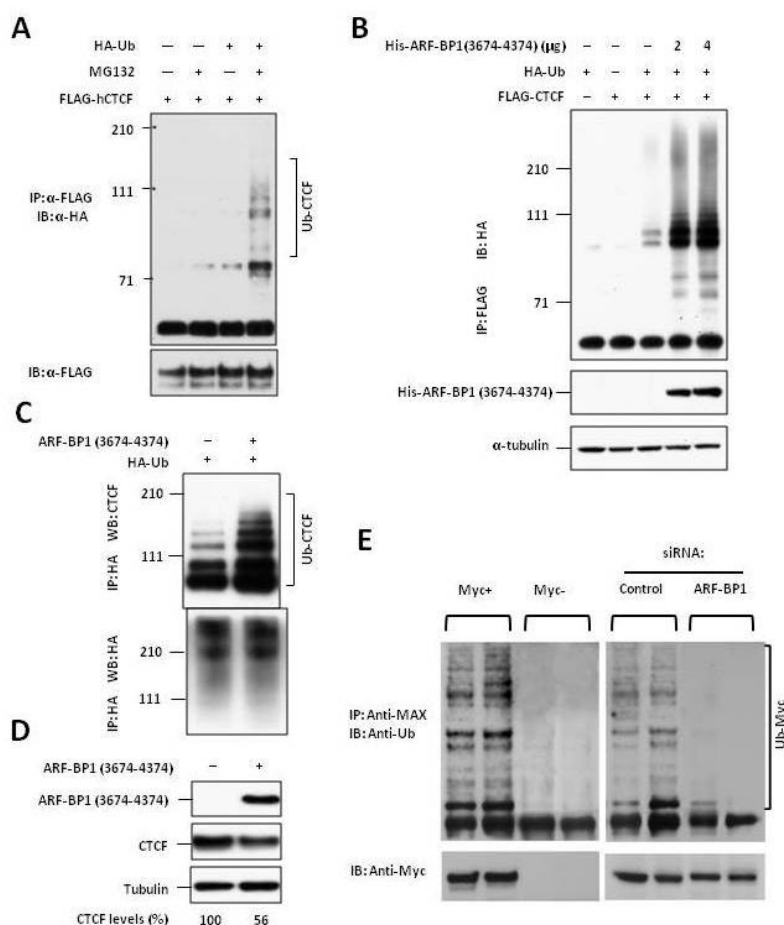 A
HA-Ub — — + +
MG132 — + — +
FLAG-hCTCF + + + +
210
111
71
IP:α-FLAG
IB:α-HA
Ub-CTCF
IB:α-FLAG
B
His-ARF-BP1(3674-4374) (μg) — — — 2 4
HA-Ub + — + + +
FLAG-CTCF — + + + +
210
111
71
IP:FLAG IB: HA
His-ARF-BP1 (3674-4374)
α-tubulin
C
ARF-BP1 (3674-4374) — +
HA-Ub + +
210
111
IP:HA WB:CTCF
Ub-CTCF
210
111
IP:HA WB:HA
D
ARF-BP1 (3674-4374) — +
ARF-BP1 (3674-4374)
CTCF
Tubulin
CTCF levels (%) 100 56
E
siRNA:
Myc+ Myc- Control ARF-BP1
IP:Anti-MAX
IB:Anti-Ub
Ub-Myc
IB:Anti-Myc